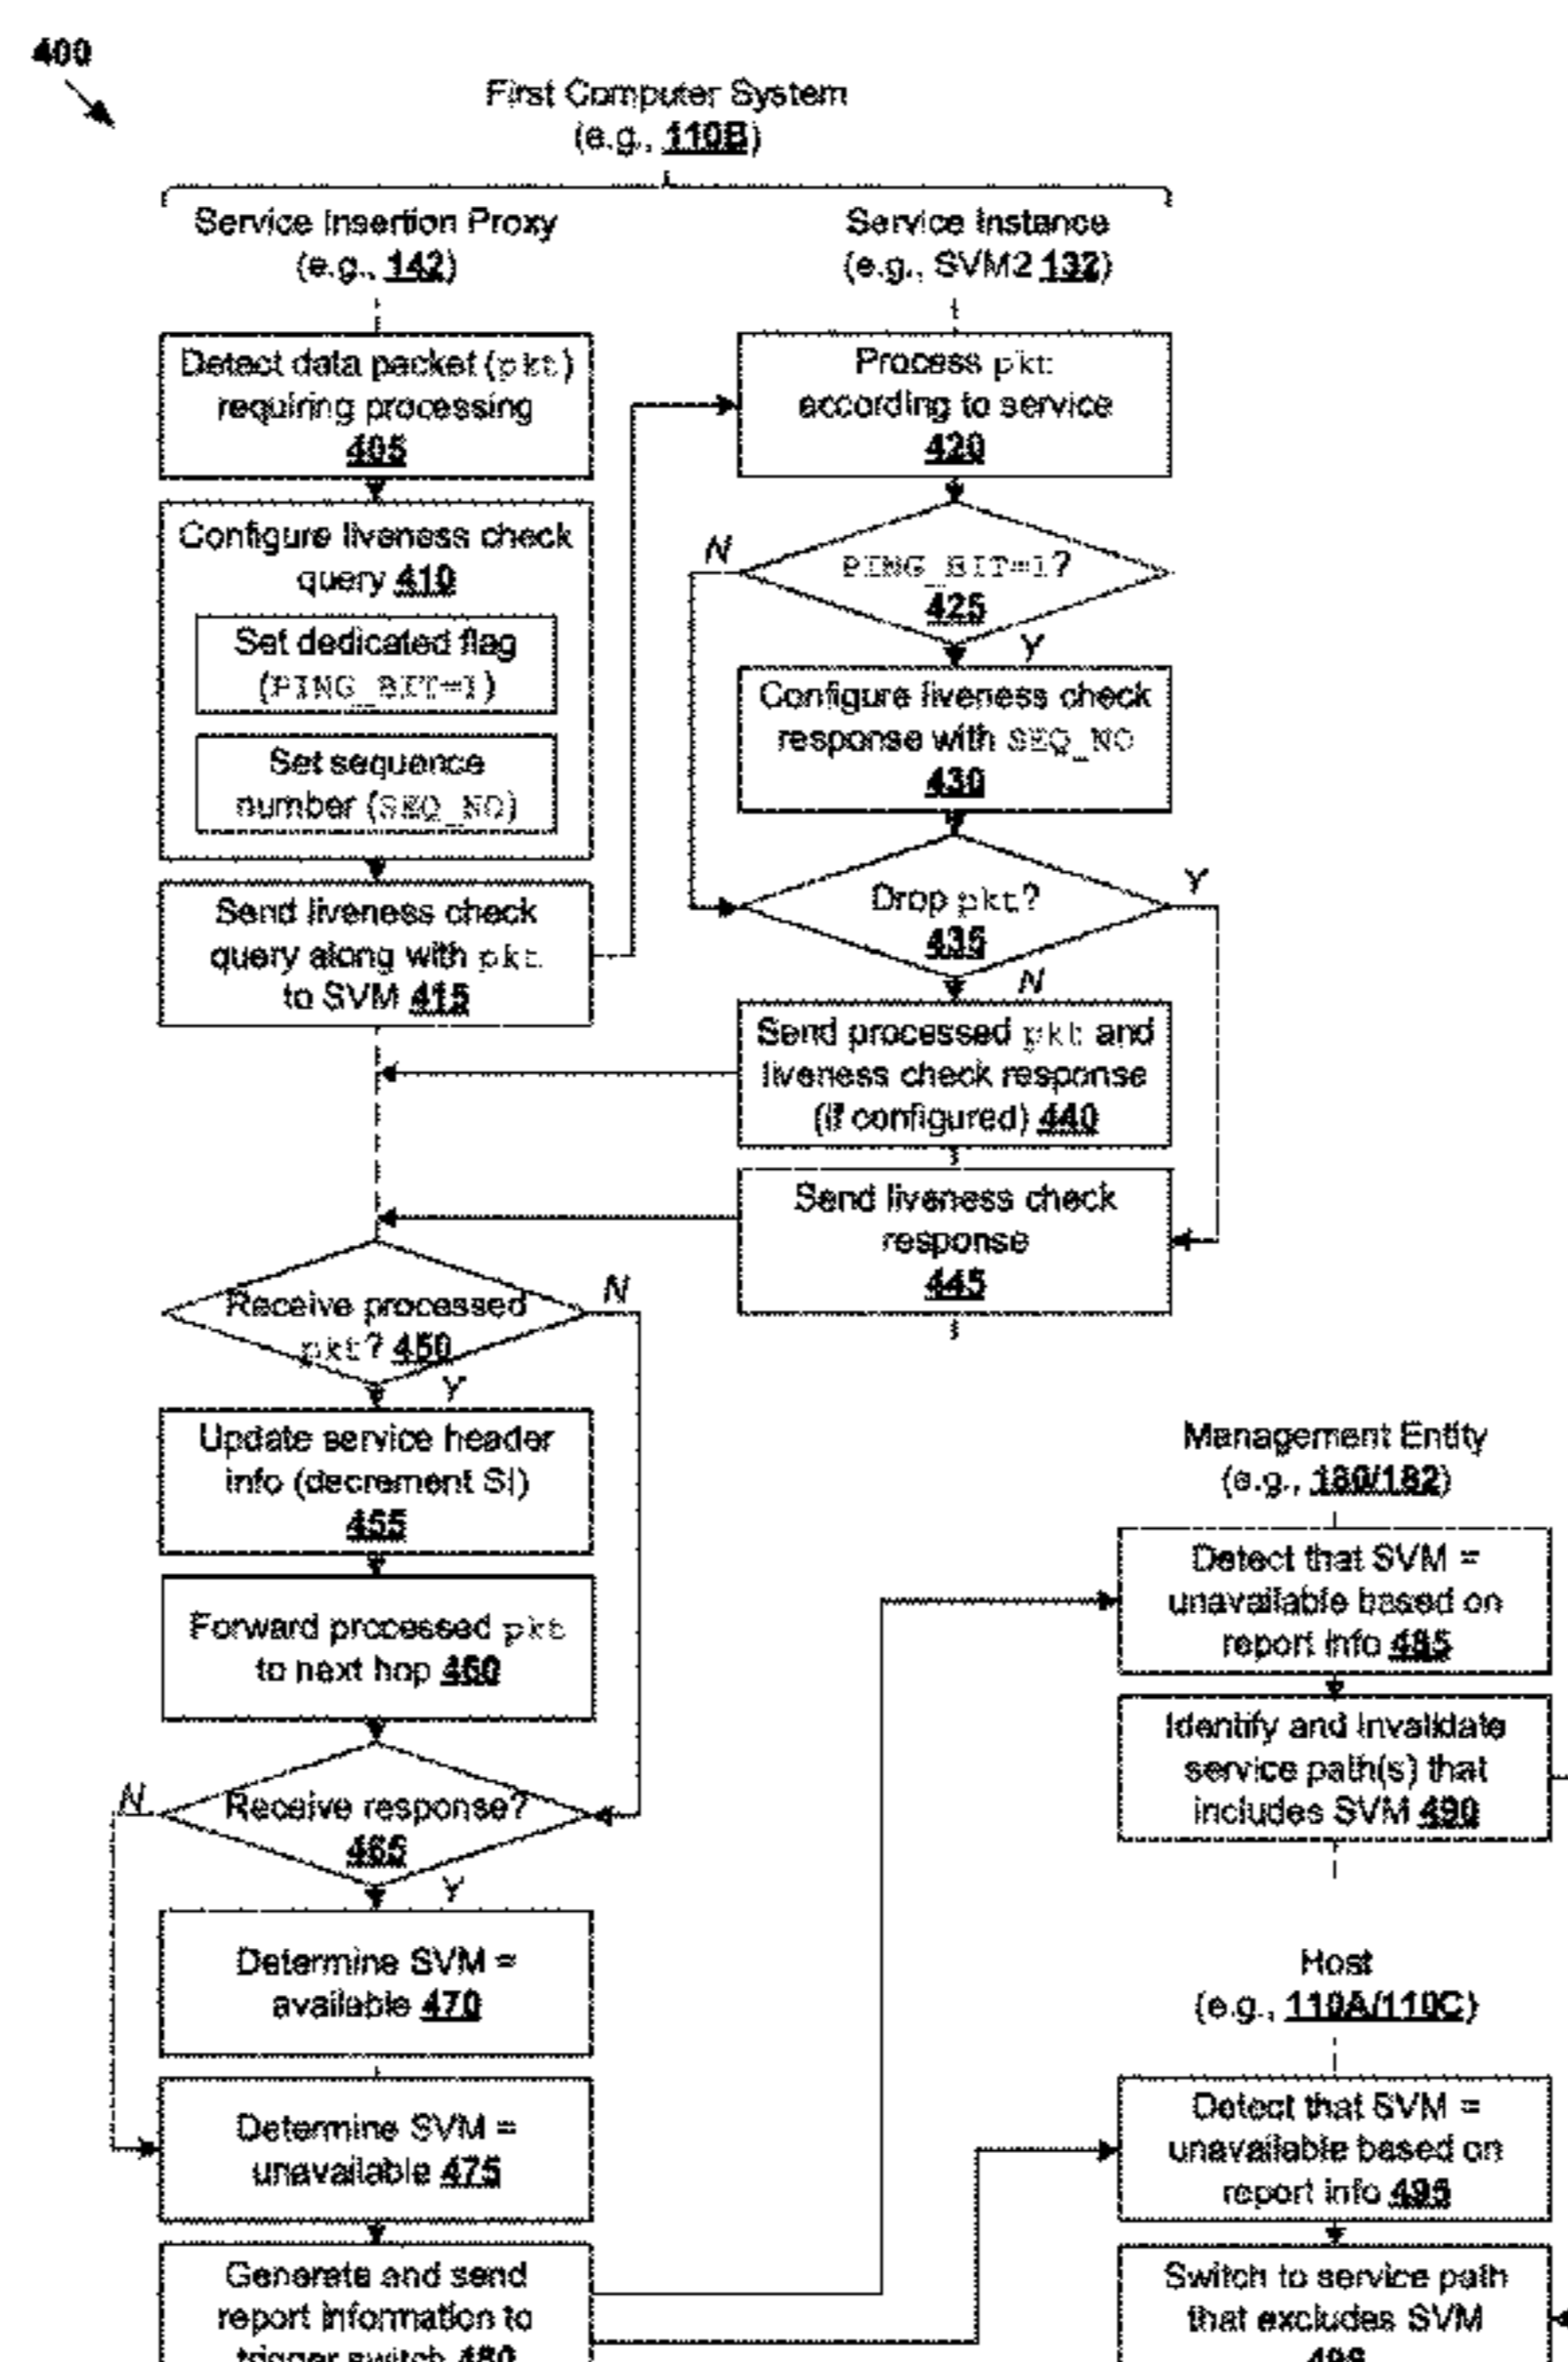 400
First Computer System
(e.g., 110B)
Service Insertion Proxy
(e.g., 142)
Detect data packet (pkt)
requiring processing
405
Configure liveness check
query 410
Set dedicated flag
(PING_BIT=1)
Set sequence
number (SEQ_NO)
Send liveness check
query along with pkt
to SVM 415
Service Instance
(e.g., SVM2 132)
Process pkt
according to service
420
N
PING_BIT=1?
425
Y
Configure liveness check
response with SEQ_NO
430
Drop pkt?
435
Y
N
Send processed pkt and
liveness check response
(if configured) 440
Send liveness check
response
445
Receive processed
pkt? 450
N
Y
Update service header
info (decrement SI)
455
Forward processed pkt
to next hop 460
N
Receive response?
465
Y
Determine SVM =
available 470
Determine SVM =
unavailable 475
Generate and send
report information to
trigger switch 480
Management Entity
(e.g., 180/182)
Detect that SVM =
unavailable based on
report info 485
Identify and invalidate
service path(s) that
includes SVM 490
Host
(e.g., 110A/110C)
Detect that SVM =
unavailable based on
report info 495
Switch to service path
that excludes SVM